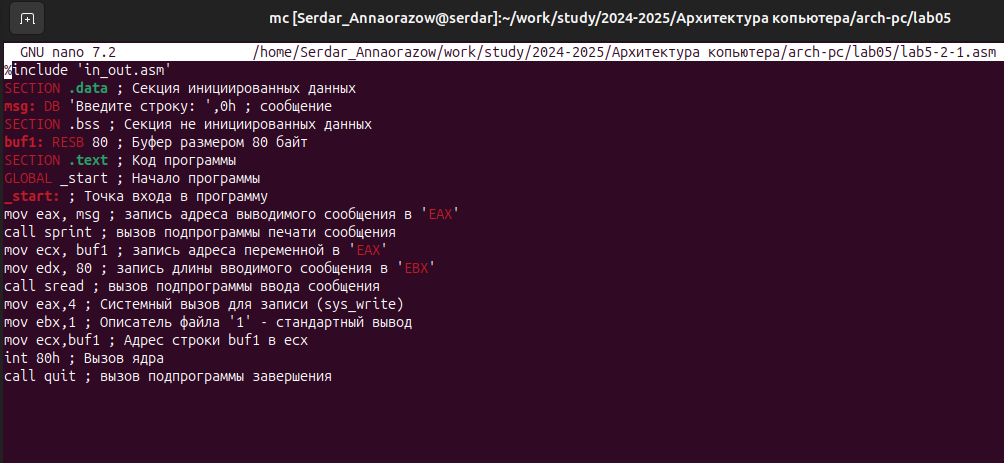 mc [Serdar_Annaorazow@serdar]:~/work/study/2024-2025/Архитектура копьютера/arch-pc/lab05
GNU nano 7.2 /home/Serdar_Annaorazow/work/study/2024-2025/Архитектура копьютера/arch-pc/lab05/lab5-2-1.asm
%include 'in_out.asm'
SECTION .data ; Секция инициированных данных
msg: DB 'Введите строку: ',0h ; сообщение
SECTION .bss ; Секция не инициированных данных
buf1: RESB 80 ; Буфер размером 80 байт
SECTION .text ; Код программы
GLOBAL _start ; Начало программы
_start: ; Точка входа в программу
mov eax, msg ; запись адреса выводимого сообщения в 'EAX'
call sprint ; вызов подпрограммы печати сообщения
mov ecx, buf1 ; запись адреса переменной в 'EAX'
mov edx, 80 ; запись длины вводимого сообщения в 'EBX'
call sread ; вызов подпрограммы ввода сообщения
mov eax,4 ; Системный вызов для записи (sys_write)
mov ebx,1 ; Описатель файла '1' - стандартный вывод
mov ecx,buf1 ; Адрес строки buf1 в ecx
int 80h ; Вызов ядра
call quit ; вызов подпрограммы завершения